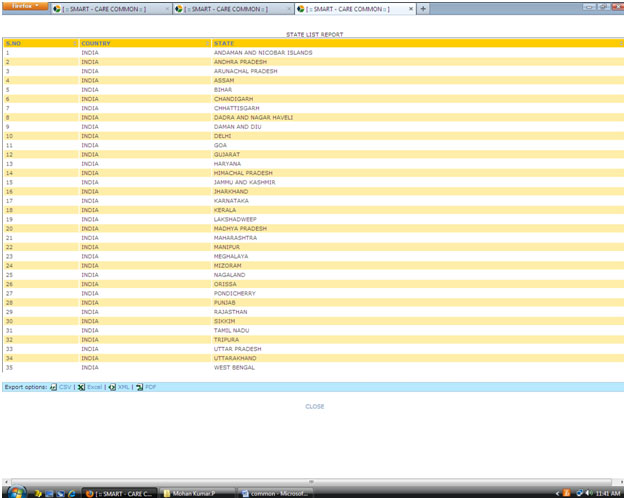 Firefox
[ :: SMART - CARE COMMON :: ] × [ :: SMART - CARE COMMON :: ] × [ :: SMART - CARE COMMON :: ] × +
STATE LIST REPORT
S.NO COUNTRY STATE
1 INDIA ANDAMAN AND NICOBAR ISLANDS
2 INDIA ANDHRA PRADESH
3 INDIA ARUNACHAL PRADESH
4 INDIA ASSAM
5 INDIA BIHAR
6 INDIA CHANDIGARH
7 INDIA CHHATTISGARH
8 INDIA DADRA AND NAGAR HAVELI
9 INDIA DAMAN AND DIU
10 INDIA DELHI
11 INDIA GOA
12 INDIA GUJARAT
13 INDIA HARYANA
14 INDIA HIMACHAL PRADESH
15 INDIA JAMMU AND KASHMIR
16 INDIA JHARKHAND
17 INDIA KARNATAKA
18 INDIA KERALA
19 INDIA LAKSHADWEEP
20 INDIA MADHYA PRADESH
21 INDIA MAHARASHTRA
22 INDIA MANIPUR
23 INDIA MEGHALAYA
24 INDIA MIZORAM
25 INDIA NAGALAND
26 INDIA ORISSA
27 INDIA PONDICHERRY
28 INDIA PUNJAB
29 INDIA RAJASTHAN
30 INDIA SIKKIM
31 INDIA TAMIL NADU
32 INDIA TRIPURA
33 INDIA UTTAR PRADESH
34 INDIA UTTARAKHAND
35 INDIA WEST BENGAL
Export options: CSV | Excel | XML | PDF
CLOSE
[ :: SMART - CARE C... Mohan Kumar.P common - Microsof... 11:41 AM